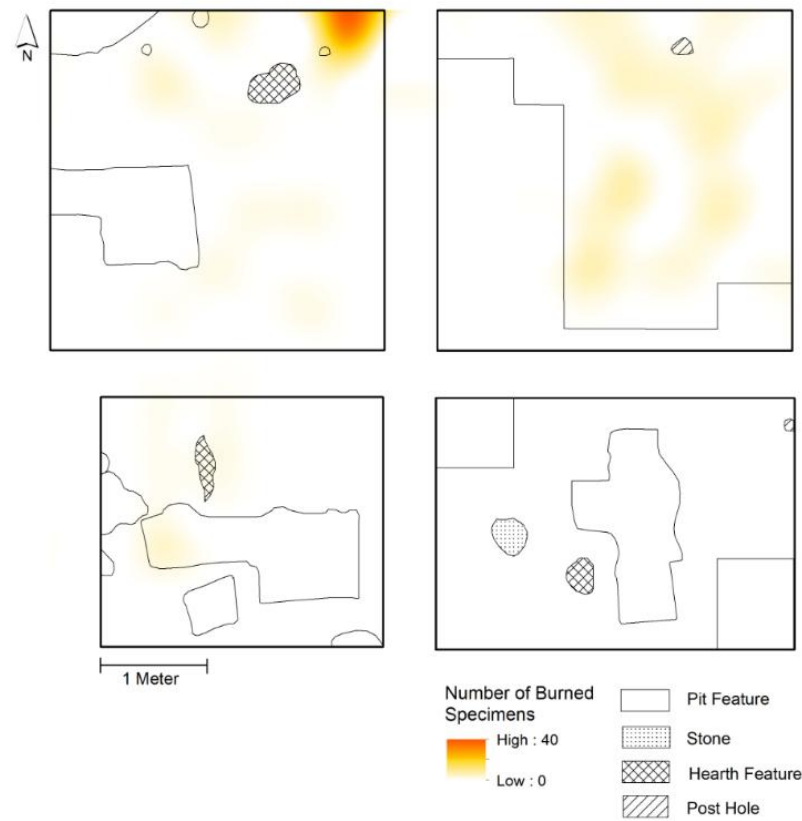 N
1 Meter
Number of Burned
Specimens
High : 40
Low : 0
Pit Feature
Stone
Hearth Feature
Post Hole